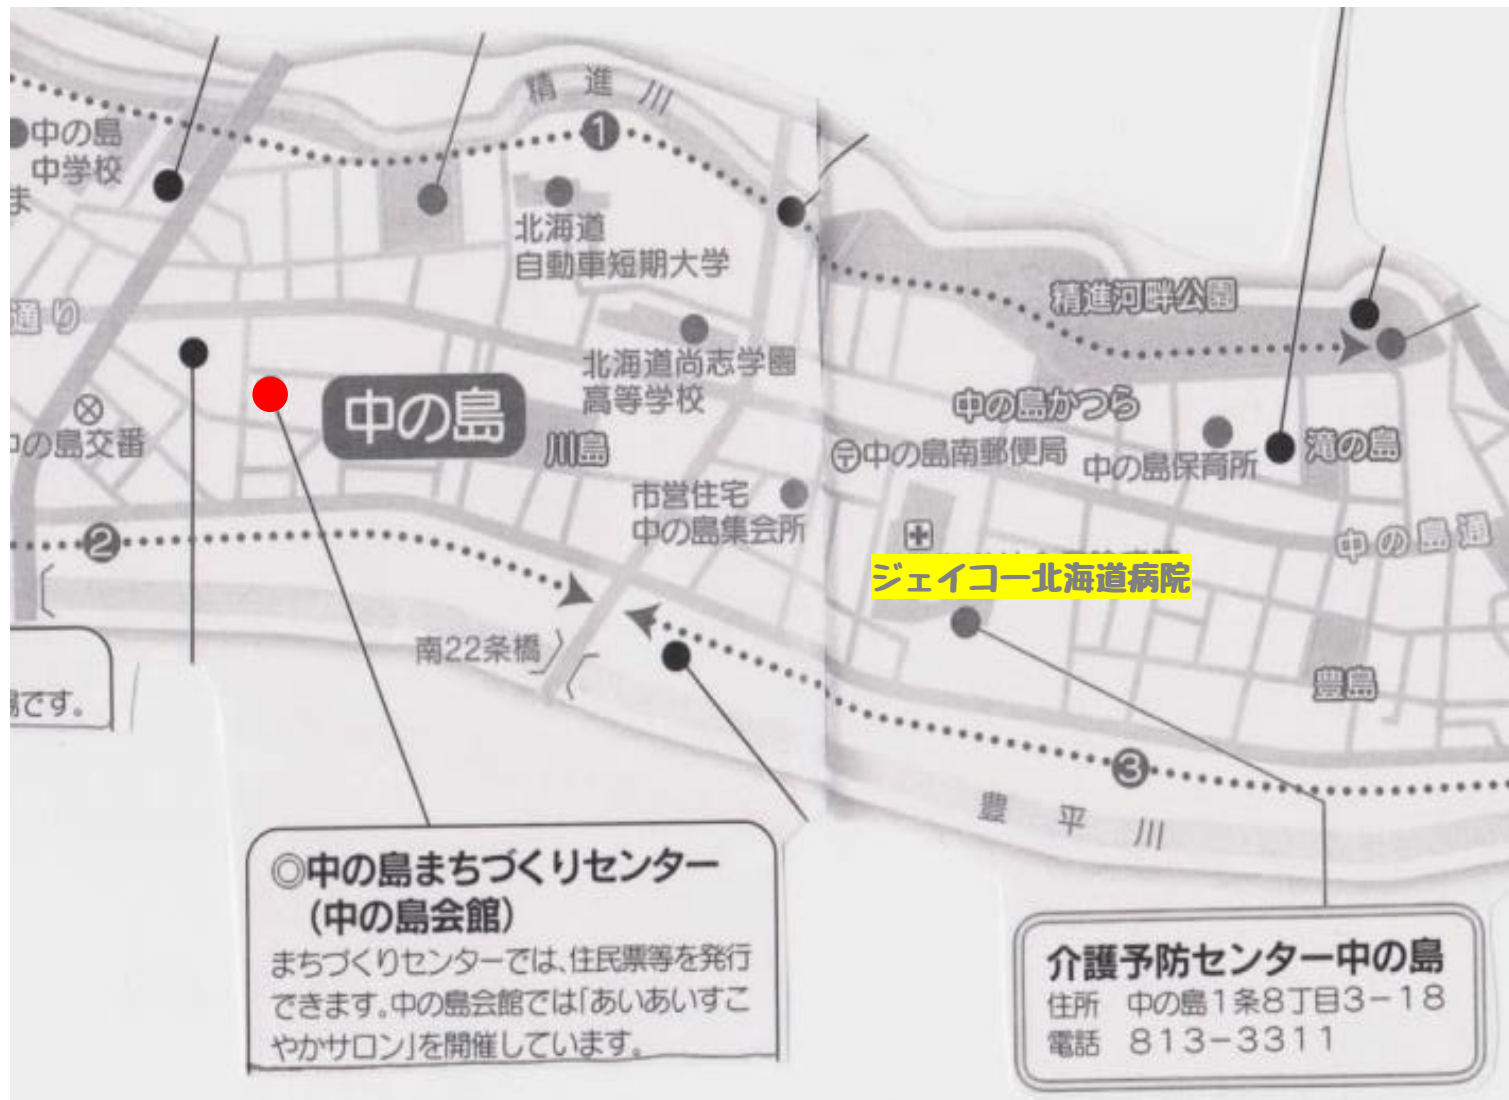 精進川
①
中の島
中学校
ま
北海道
自動車短期大学
精進河畔公園
通り
北海道尚志学園
高等学校
中の島
中の島かつら
川島
中の島交番
〒中の島南郵便局
中の島保育所
滝の島
市営住宅
中の島集会所
中の島通
②
ジェイコー北海道病院
南22条橋
豊島
です。
③
豊平川
◎中の島まちづくりセンター
(中の島会館)
まちづくりセンターでは、住民票等を発行
できます。中の島会館では「あいあいすこ
やかサロン」を開催しています。
介護予防センター中の島
住所 中の島1条8丁目3-18
電話 813-3311